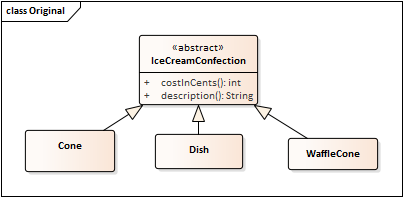 class Original
«abstract»
IceCreamConfection
+ costInCents(): int
+ description(): String
Cone
Dish
WaffleCone